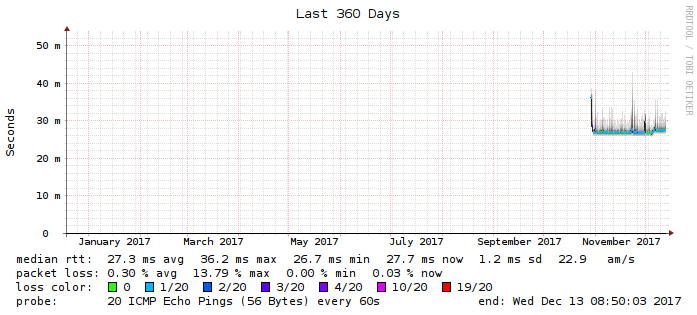 Last 360 Days
RRDTOOL / TOBI OETIKER
Seconds
50 m
40 m
30 m
20 m
10 m
0
January 2017 March 2017 May 2017 July 2017 September 2017 November 2017
median rtt: 27.3 ms avg 36.2 ms max 26.7 ms min 27.7 ms now 1.2 ms sd 22.9 am/s
packet loss: 0.30 % avg 13.79 % max 0.00 % min 0.03 % now
loss color: 0 1/20 2/20 3/20 4/20 10/20 19/20
probe: 20 ICMP Echo Pings (56 Bytes) every 60s end: Wed Dec 13 08:50:03 2017